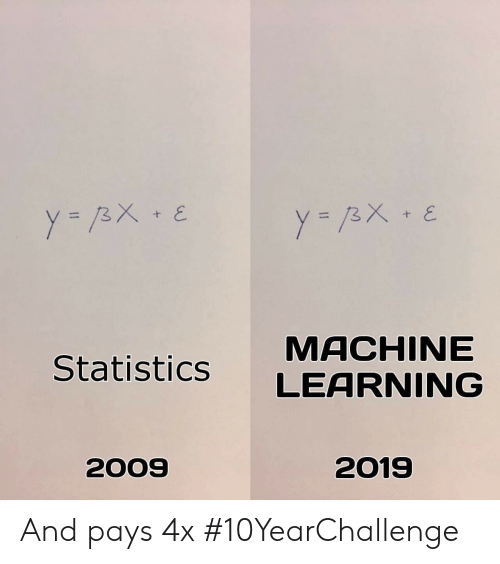 y = βX + ε
y = βX + ε
Statistics
MACHINE
LEARNING
2009
2019
And pays 4x #10YearChallenge